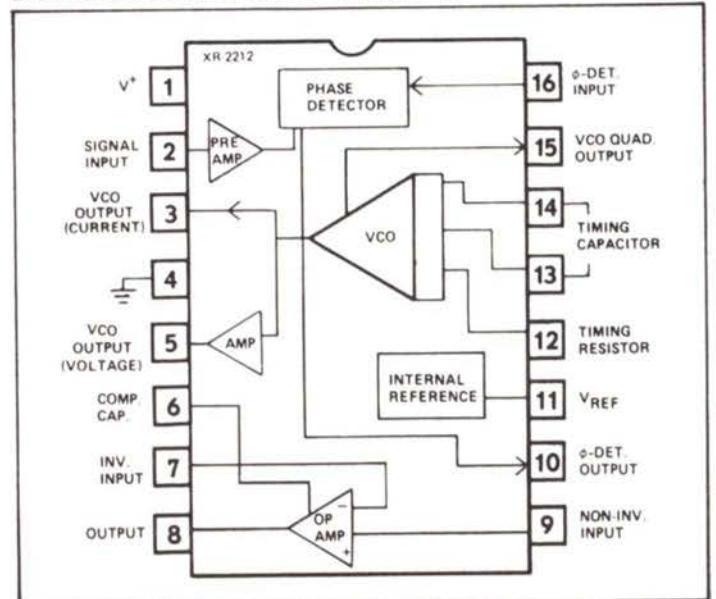 XR 2212
V+
1
SIGNAL
INPUT
2
VCO
OUTPUT
(CURRENT)
3
4
VCO
OUTPUT
(VOLTAGE)
5
COMP.
CAP.
6
INV.
INPUT
7
OUTPUT
8
PHASE
DETECTOR
PRE
AMP
VCO
AMP
INTERNAL
REFERENCE
OP
AMP
−
+
16
φ-DET.
INPUT
15
VCO QUAD.
OUTPUT
14
TIMING
CAPACITOR
13
12
TIMING
RESISTOR
11
VREF
10
φ-DET.
OUTPUT
9
NON-INV.
INPUT